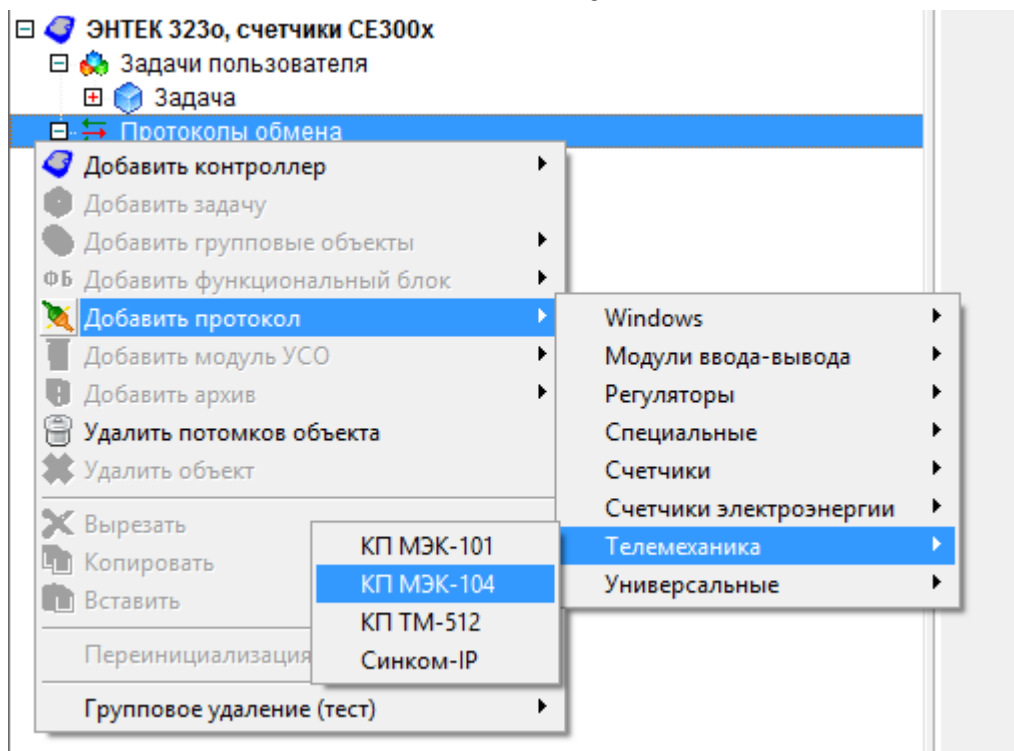 ЭНТЕК 323о, счетчики СЕ300х
Задачи пользователя
Задача
Протоколы обмена
Добавить контроллер
Добавить задачу
Добавить групповые объекты
ФБ Добавить функциональный блок
Добавить протокол
Добавить модуль УСО
Добавить архив
Удалить потомков объекта
Удалить объект
Вырезать
Копировать
Вставить
Переинициализация
Групповое удаление (тест)
Windows
Модули ввода-вывода
Регуляторы
Специальные
Счетчики
Счетчики электроэнергии
Телемеханика
Универсальные
КП МЭК-101
КП МЭК-104
КП ТМ-512
Синком-IP